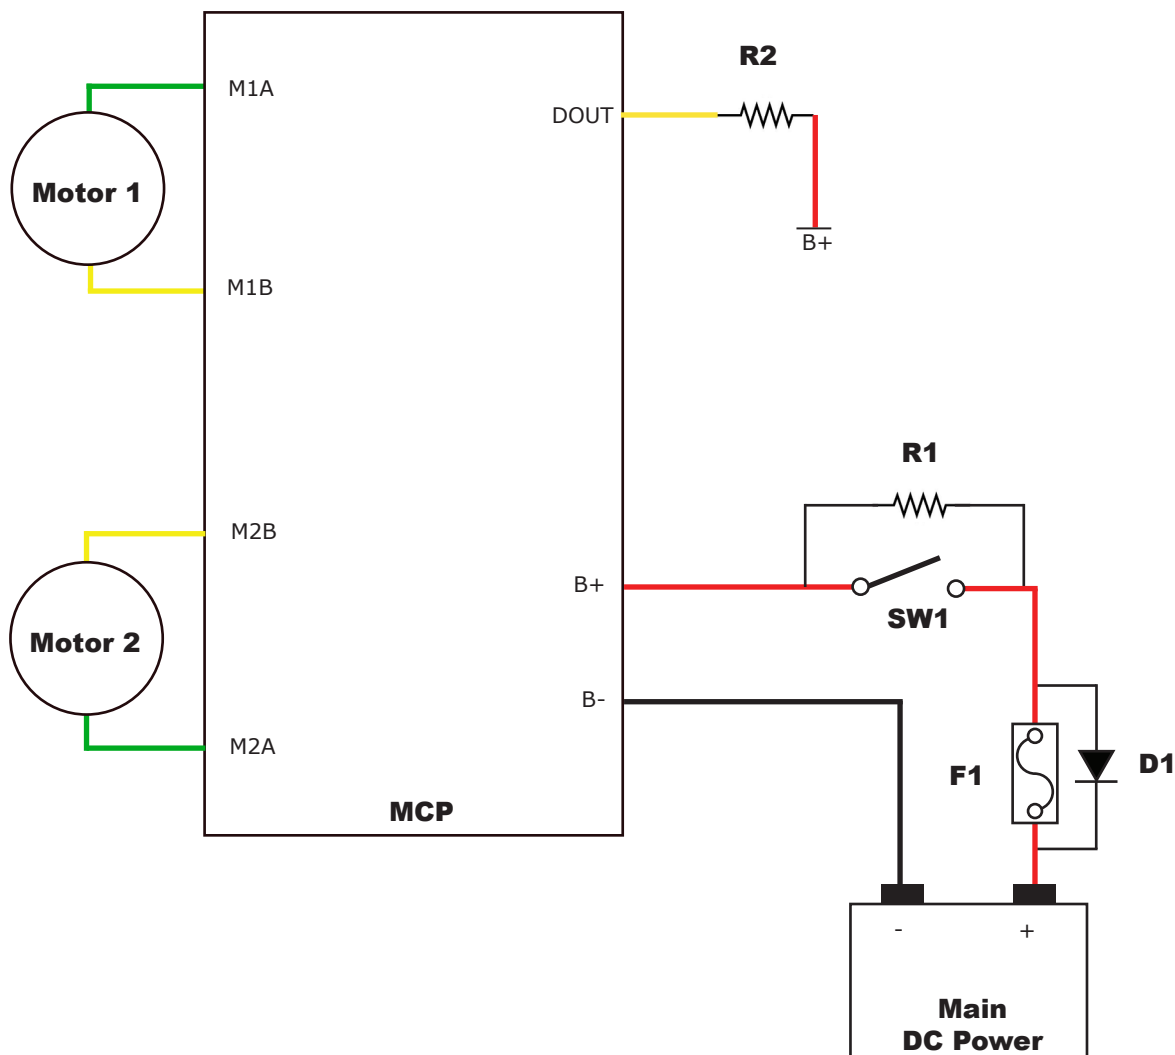 R2
M1A
DOUT
Motor 1
B+
M1B
R1
M2B
B+
SW1
Motor 2
B-
M2A
F1
D1
MCP
- +
Main
DC Power